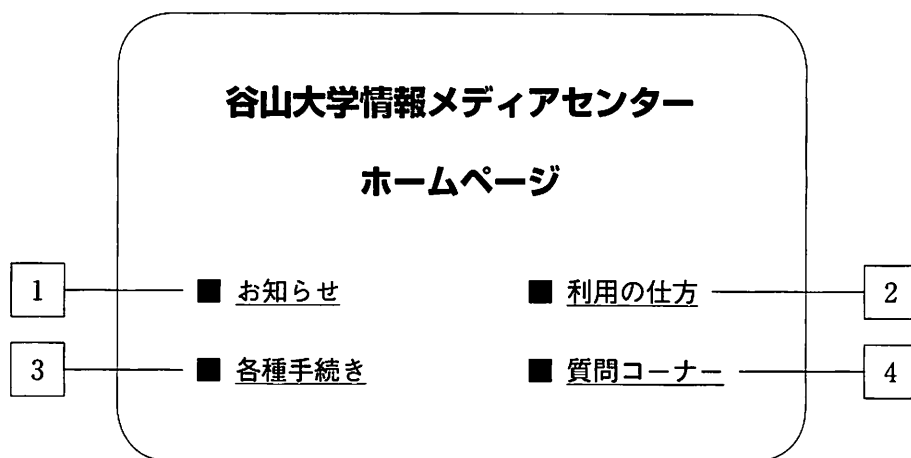 谷山大学情報メディアセンター
ホームページ
1 ■ お知らせ ■ 利用の仕方 2
3 ■ 各種手続き ■ 質問コーナー 4